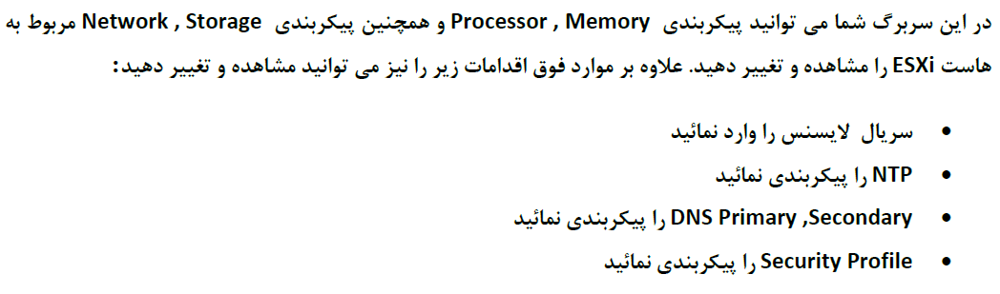 در این سربرگ شما می توانید پیکربندی Processor , Memory و همچنین پیکربندی Network , Storage مربوط به
هاست ESXi را مشاهده و تغییر دهید. علاوه بر موارد فوق اقدامات زیر را نیز می توانید مشاهده و تغییر دهید:
• سریال لایسنس را وارد نمائید
• NTP را پیکربندی نمائید
• DNS Primary ,Secondary را پیکربندی نمائید
• Security Profile را پیکربندی نمائید